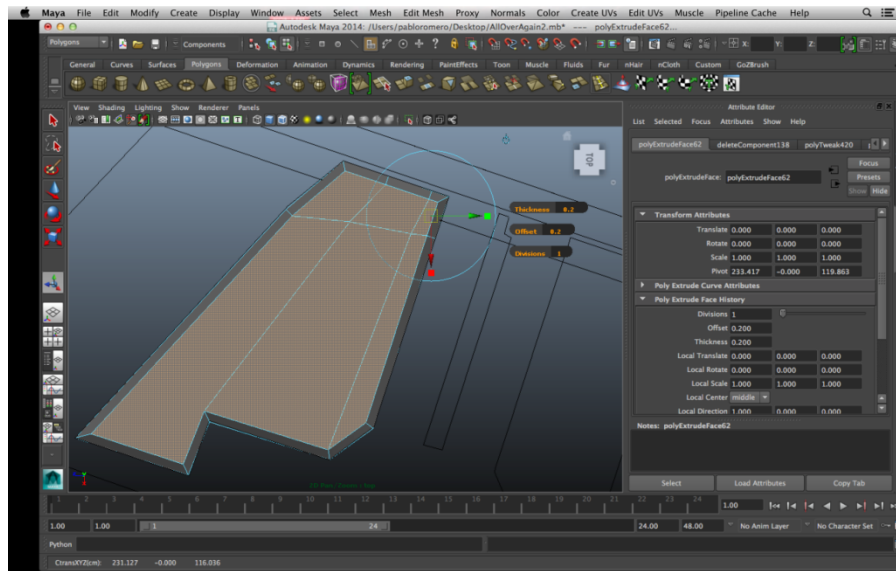 Maya File Edit Modify Create Display Window Assets Select Mesh Edit Mesh Proxy Normals Color Create UVs Edit UVs Muscle Pipeline Cache Help
Autodesk Maya 2014: /Users/pabloromero/Desktop/AllOverAgain2.mb* --- polyExtrudeFace62...
Polygons Components X: Y: Z:
General Curves Surfaces Polygons Deformation Animation Dynamics Rendering PaintEffects Toon Muscle Fluids Fur nHair nCloth Custom GoZBrush
View Shading Lighting Show Renderer Panels
TOP
Thickness 0.2
Offset 0.2
Divisions 1
Attribute Editor
List Selected Focus Attributes Show Help
polyExtrudeFace62 deleteComponent138 polyTweak420
Focus
polyExtrudeFace: polyExtrudeFace62 Presets
Show Hide
Transform Attributes
Translate 0.000 0.000 0.000
Rotate 0.000 0.000 0.000
Scale 1.000 1.000 1.000
Pivot 233.417 -0.000 119.863
Poly Extrude Curve Attributes
Poly Extrude Face History
Divisions 1
Offset 0.200
Thickness 0.200
Local Translate 0.000 0.000 0.000
Local Rotate 0.000 0.000 0.000
Local Scale 1.000 1.000 1.000
Local Center middle
Local Direction 1.000 0.000 0.000
Notes: polyExtrudeFace62
Select Load Attributes Copy Tab
1 2 3 4 5 6 7 8 9 10 11 12 13 14 15 16 17 18 19 20 21 22 23 24 1.00
1.00 1.00 1 24 24.00 48.00 No Anim Layer No Character Set
Python
CtransXYZ(cm): 231.127 -0.000 116.036